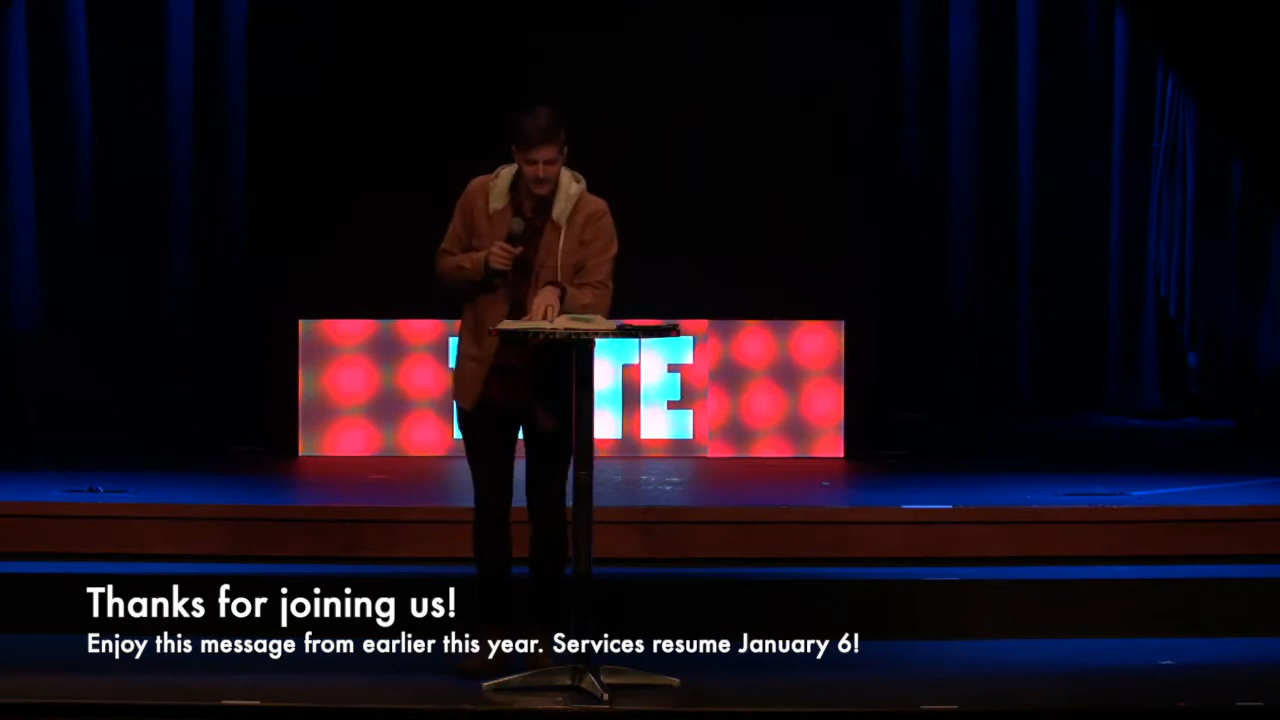 Thanks for joining us!
Enjoy this message from earlier this year. Services resume January 6!